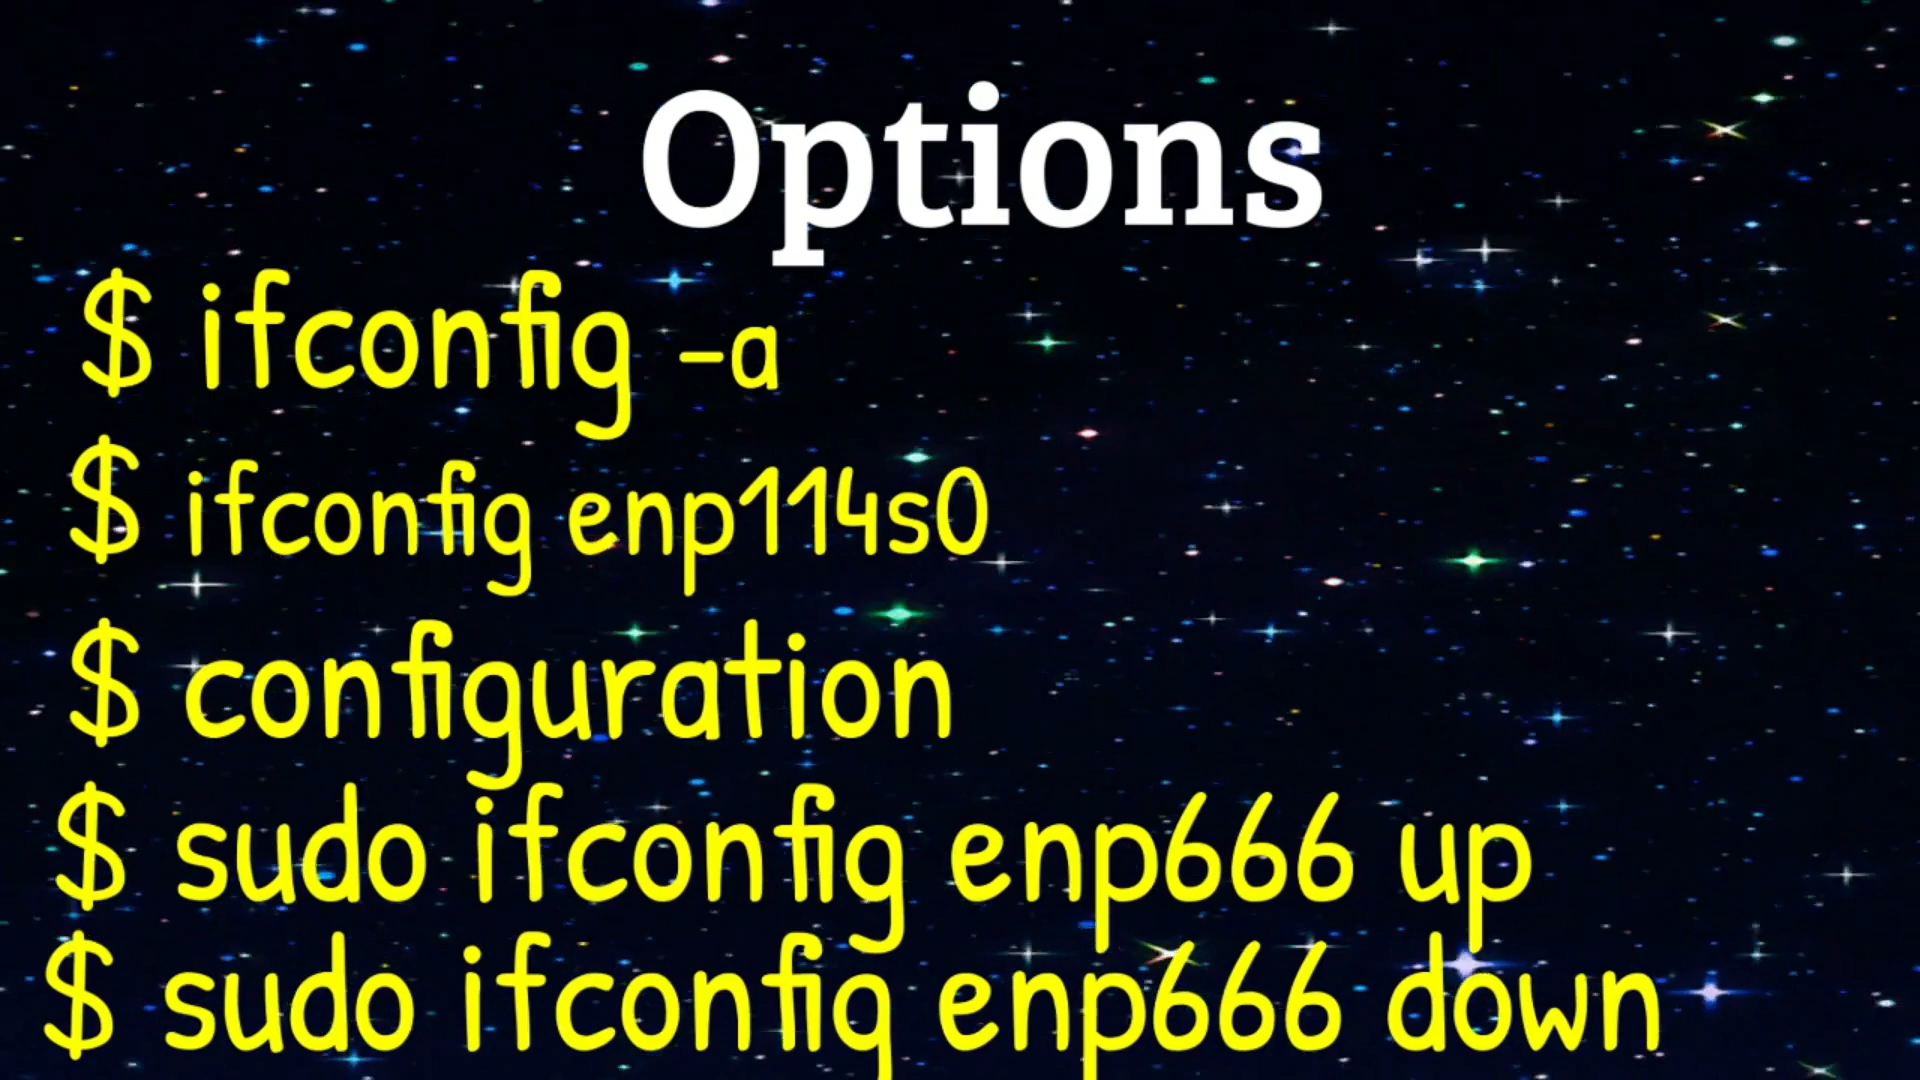 Options
$ ifconfig -a
$ ifconfig enp114s0
$ configuration
$ sudo ifconfig enp666 up
$ sudo ifconfig enp666 down